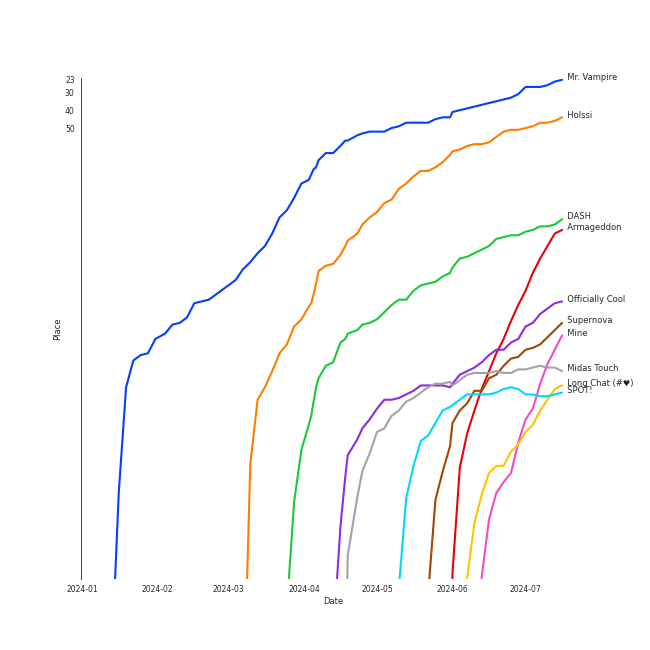 23
30
40
50
Place
Mr. Vampire
Holssi
DASH
Armageddon
Officially Cool
Supernova
Mine
Midas Touch
Long Chat (#♥)
SPOT!
2024-01
2024-02
2024-03
2024-04
2024-05
2024-06
2024-07
Date